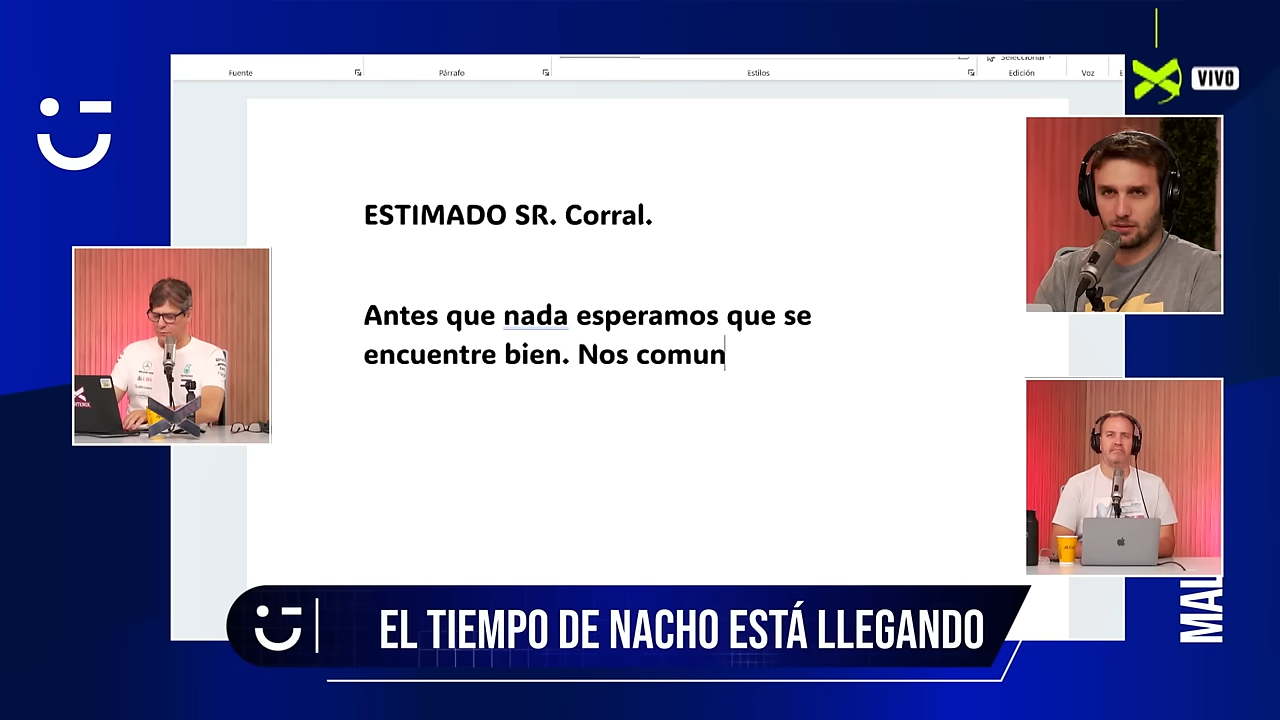 Fuente
Párrafo
Estilos
Edición
Voz
VIVO
ESTIMADO SR. Corral.
Antes que nada esperamos que se
encuentre bien. Nos comun
EL TIEMPO DE NACHO ESTÁ LLEGANDO
MAL